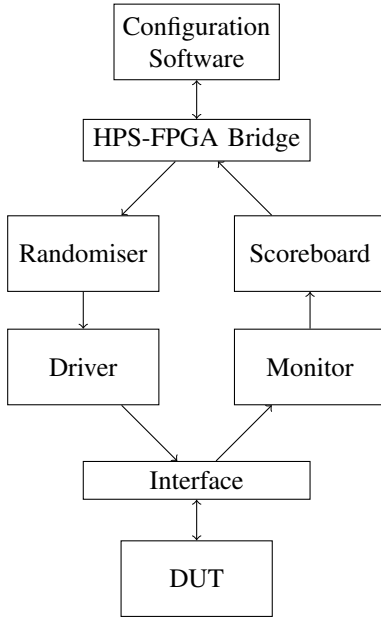 Configuration
Software
HPS-FPGA Bridge
Randomiser
Scoreboard
Driver
Monitor
Interface
DUT